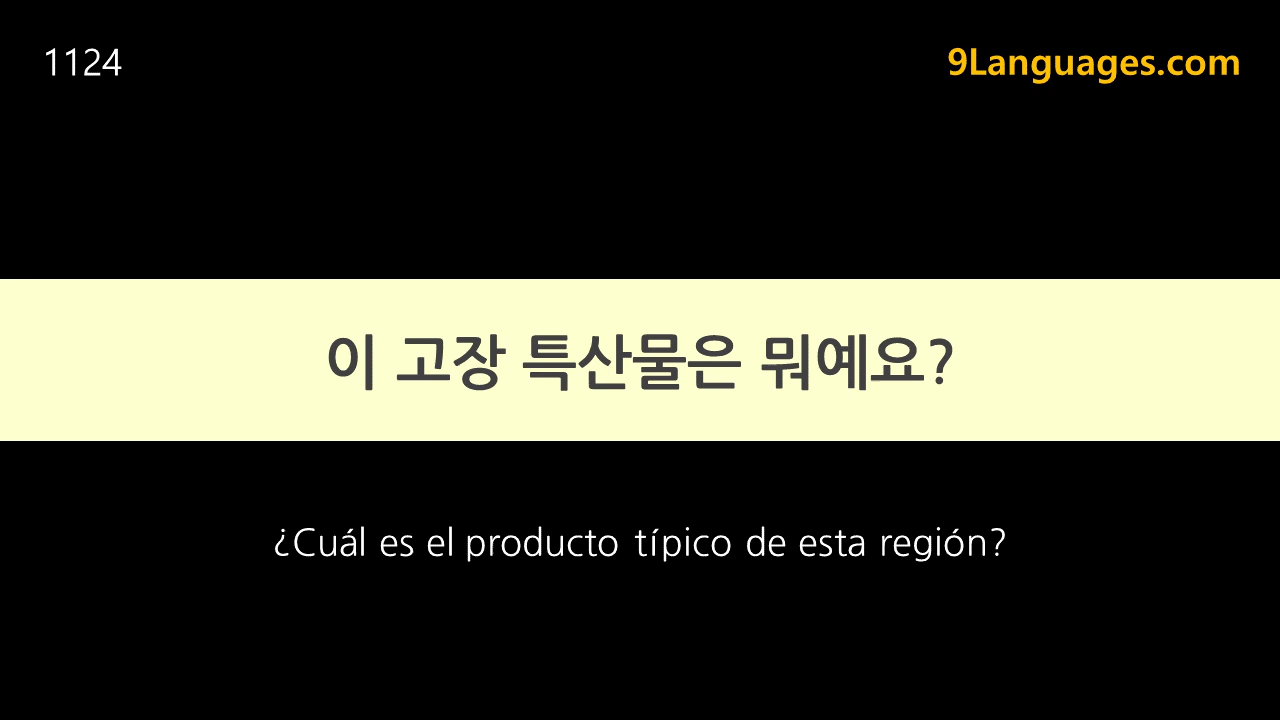 1124
9Languages.com
이 고장 특산물은 뭐예요?
¿Cuál es el producto típico de esta región?